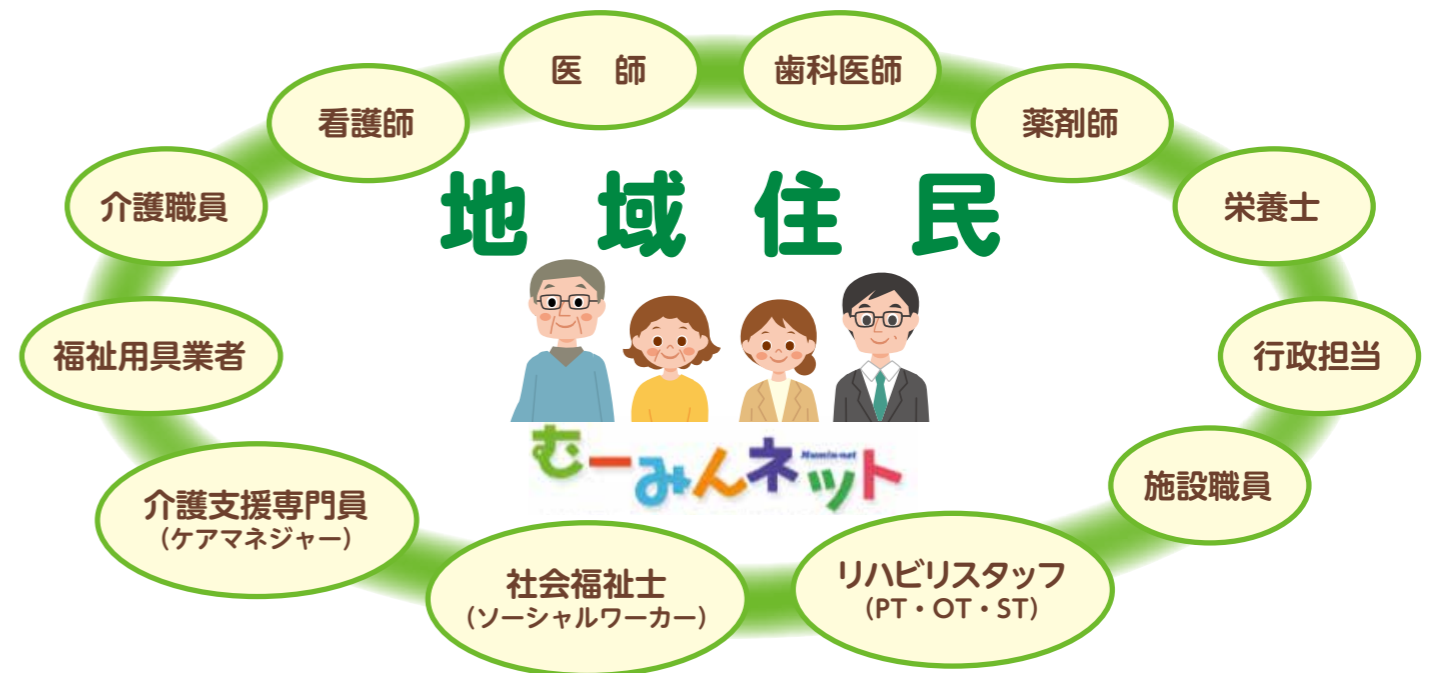 医　師
歯科医師
看護師
薬剤師
介護職員
栄養士
地 域 住 民
福祉用具業者
行政担当
むーみんネット
Mumin-net
施設職員
介護支援専門員
（ケアマネジャー）
社会福祉士
（ソーシャルワーカー）
リハビリスタッフ
（PT・OT・ST）